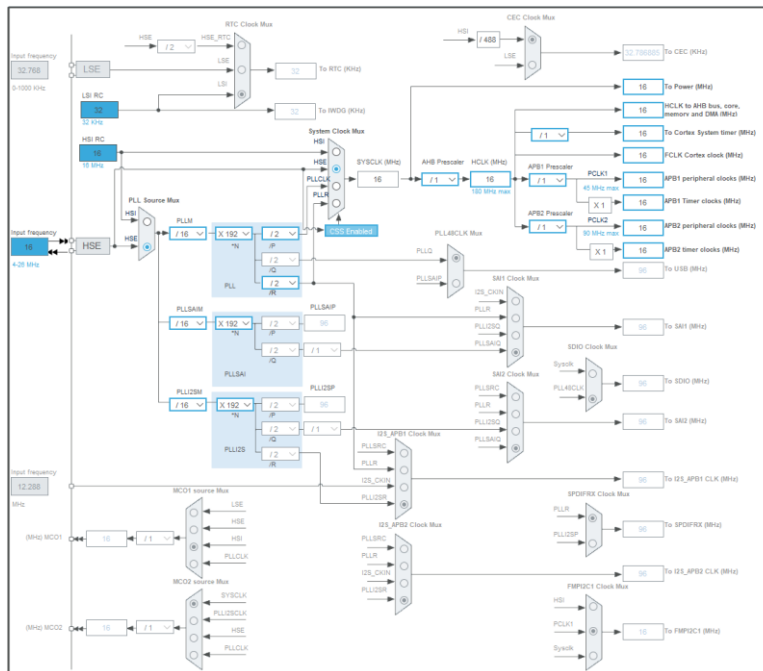 RTC Clock Mux
HSE
/ 2
HSE_RTC
LSE
LSI
32
To RTC (KHz)
32
To IWDG (KHz)
Input frequency
32.768
0-1000 KHz
LSE
LSI RC
32
32 KHz
HSI RC
16
16 MHz
CEC Clock Mux
HSI
/ 488
LSE
32.786885
To CEC (KHz)
System Clock Mux
HSI
HSE
PLLCLK
PLLR
CSS Enabled
SYSCLK (MHz)
16
AHB Prescaler
/ 1
HCLK (MHz)
16
180 MHz max
16
To Power (MHz)
16
HCLK to AHB bus, core,
memory and DMA (MHz)
/ 1
16
To Cortex System timer (MHz)
16
FCLK Cortex clock (MHz)
APB1 Prescaler
/ 1
PCLK1
45 MHz max
16
APB1 peripheral clocks (MHz)
X 1
16
APB1 Timer clocks (MHz)
APB2 Prescaler
/ 1
PCLK2
90 MHz max
16
APB2 peripheral clocks (MHz)
X 1
16
APB2 timer clocks (MHz)
Input frequency
16
4-26 MHz
HSE
PLL Source Mux
HSI
HSE
PLLM
/ 16
X 192
*N
/ 2
/P
/ 2
/Q
/ 2
/R
PLL
PLL48CLK Mux
PLLQ
PLLSAIP
96
To USB (MHz)
PLLSAIM
/ 16
X 192
*N
/ 2
/P
/ 2
/Q
PLLSAI
PLLSAIP
96
/ 1
SAI1 Clock Mux
I2S_CKIN
PLLR
PLLI2SQ
PLLSAIQ
96
To SAI1 (MHz)
SDIO Clock Mux
Sysclk
PLL48CLK
96
To SDIO (MHz)
PLLI2SM
/ 16
X 192
*N
/ 2
/P
/ 2
/Q
/ 2
/R
PLLI2S
PLLI2SP
96
/ 1
SAI2 Clock Mux
PLLSRC
PLLR
PLLI2SQ
PLLSAIQ
96
To SAI2 (MHz)
I2S_APB1 Clock Mux
PLLSRC
PLLR
I2S_CKIN
PLLI2SR
96
To I2S_APB1 CLK (MHz)
Input frequency
12.288
MHz
MCO1 source Mux
LSE
HSE
HSI
PLLCLK
(MHz) MCO1
16
/ 1
I2S_APB2 Clock Mux
PLLSRC
PLLR
I2S_CKIN
PLLI2SR
96
To I2S_APB2 CLK (MHz)
SPDIFRX Clock Mux
PLLR
PLLI2SP
96
To SPDIFRX (MHz)
MCO2 source Mux
SYSCLK
PLLI2SCLK
HSE
PLLCLK
(MHz) MCO2
16
/ 1
FMPI2C1 Clock Mux
HSI
PCLK1
Sysclk
16
To FMPI2C1 (MHz)